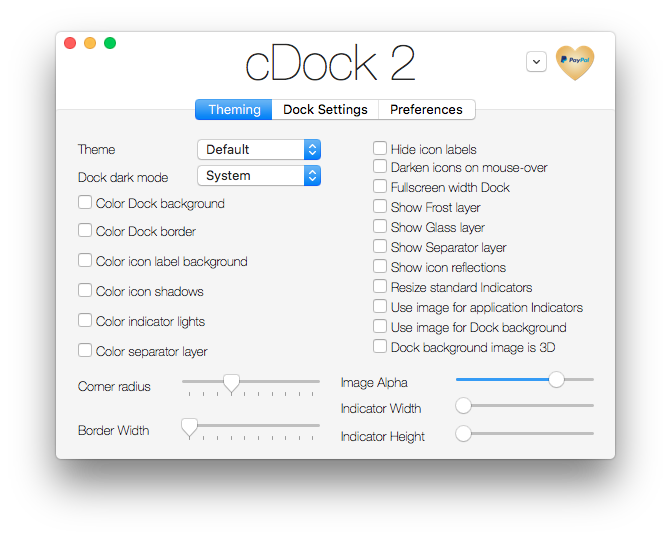 cDock 2
PayPal
Theming
Dock Settings
Preferences
Theme
Default
Dock dark mode
System
Color Dock background
Color Dock border
Color icon label background
Color icon shadows
Color indicator lights
Color separator layer
Hide icon labels
Darken icons on mouse-over
Fullscreen width Dock
Show Frost layer
Show Glass layer
Show Separator layer
Show icon reflections
Resize standard Indicators
Use image for application Indicators
Use image for Dock background
Dock background image is 3D
Corner radius
Border Width
Image Alpha
Indicator Width
Indicator Height